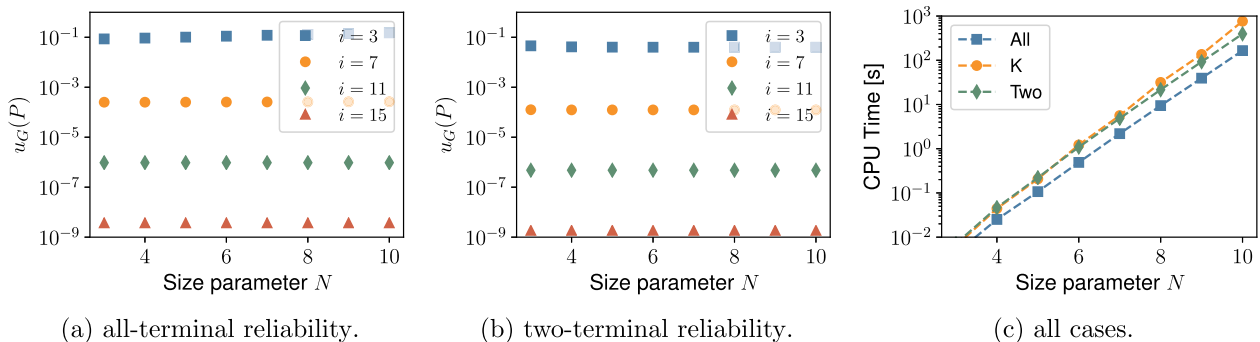 10^{-1}
10^{-3}
10^{-5}
10^{-7}
10^{-9}
u_G(P)
i = 3
i = 7
i = 11
i = 15
4 6 8 10
Size parameter N
(a) all-terminal reliability.
10^{-1}
10^{-3}
10^{-5}
10^{-7}
10^{-9}
u_G(P)
i = 3
i = 7
i = 11
i = 15
4 6 8 10
Size parameter N
(b) two-terminal reliability.
10^3
10^2
10^1
10^0
10^{-1}
10^{-2}
CPU Time [s]
All
K
Two
4 6 8 10
Size parameter N
(c) all cases.